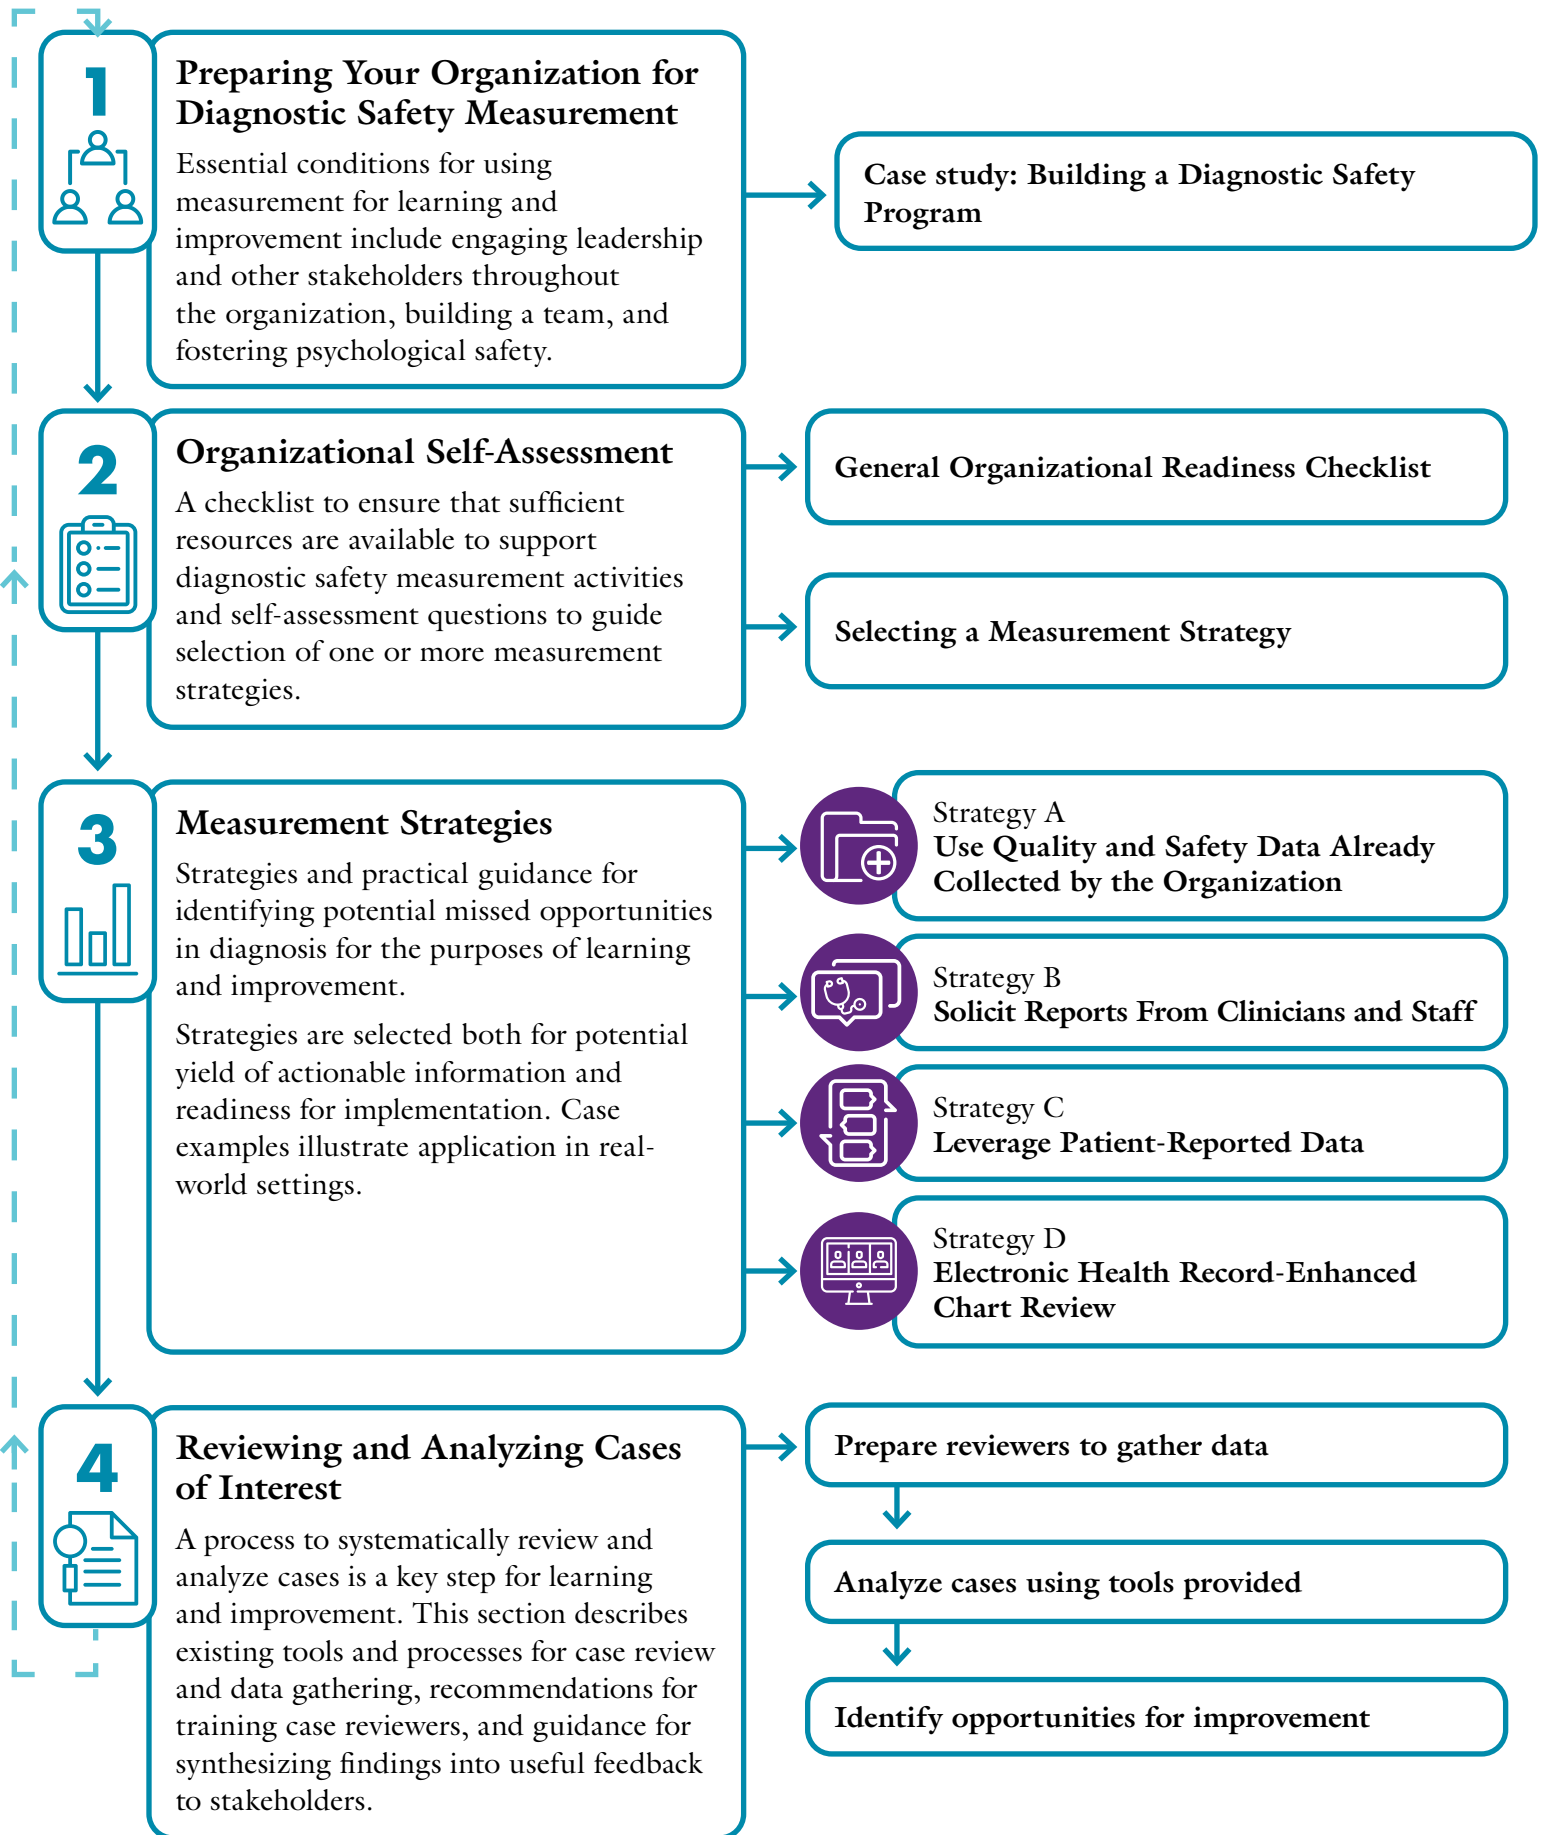 1
Preparing Your Organization for
Diagnostic Safety Measurement
Essential conditions for using
measurement for learning and
improvement include engaging leadership
and other stakeholders throughout
the organization, building a team, and
fostering psychological safety.
Case study: Building a Diagnostic Safety
Program
2
Organizational Self-Assessment
A checklist to ensure that sufficient
resources are available to support
diagnostic safety measurement activities
and self-assessment questions to guide
selection of one or more measurement
strategies.
General Organizational Readiness Checklist
Selecting a Measurement Strategy
3
Measurement Strategies
Strategies and practical guidance for
identifying potential missed opportunities
in diagnosis for the purposes of learning
and improvement.
Strategies are selected both for potential
yield of actionable information and
readiness for implementation. Case
examples illustrate application in real-
world settings.
Strategy A
Use Quality and Safety Data Already
Collected by the Organization
Strategy B
Solicit Reports From Clinicians and Staff
Strategy C
Leverage Patient-Reported Data
Strategy D
Electronic Health Record-Enhanced
Chart Review
4
Reviewing and Analyzing Cases
of Interest
A process to systematically review and
analyze cases is a key step for learning
and improvement. This section describes
existing tools and processes for case review
and data gathering, recommendations for
training case reviewers, and guidance for
synthesizing findings into useful feedback
to stakeholders.
Prepare reviewers to gather data
Analyze cases using tools provided
Identify opportunities for improvement